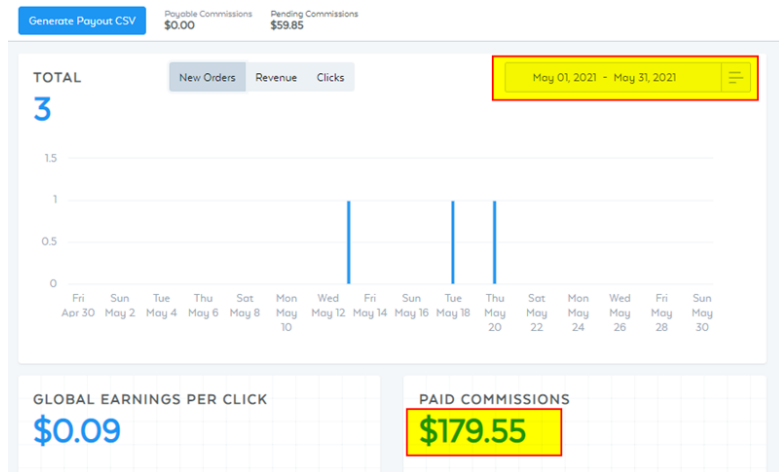 Generate Payout CSV
Payable Commissions
$0.00
Pending Commissions
$59.85
TOTAL
3
New Orders Revenue Clicks
May 01, 2021 - May 31, 2021
1.5
1
0.5
0
Fri Sun Tue Thu Sat Mon Wed Fri Sun Tue Thu Sat Mon Wed Fri Sun
Apr 30 May 2 May 4 May 6 May 8 May May 12 May 14 May 16 May 18 May May May May May May
10 20 22 24 26 28 30
GLOBAL EARNINGS PER CLICK
$0.09
PAID COMMISSIONS
$179.55